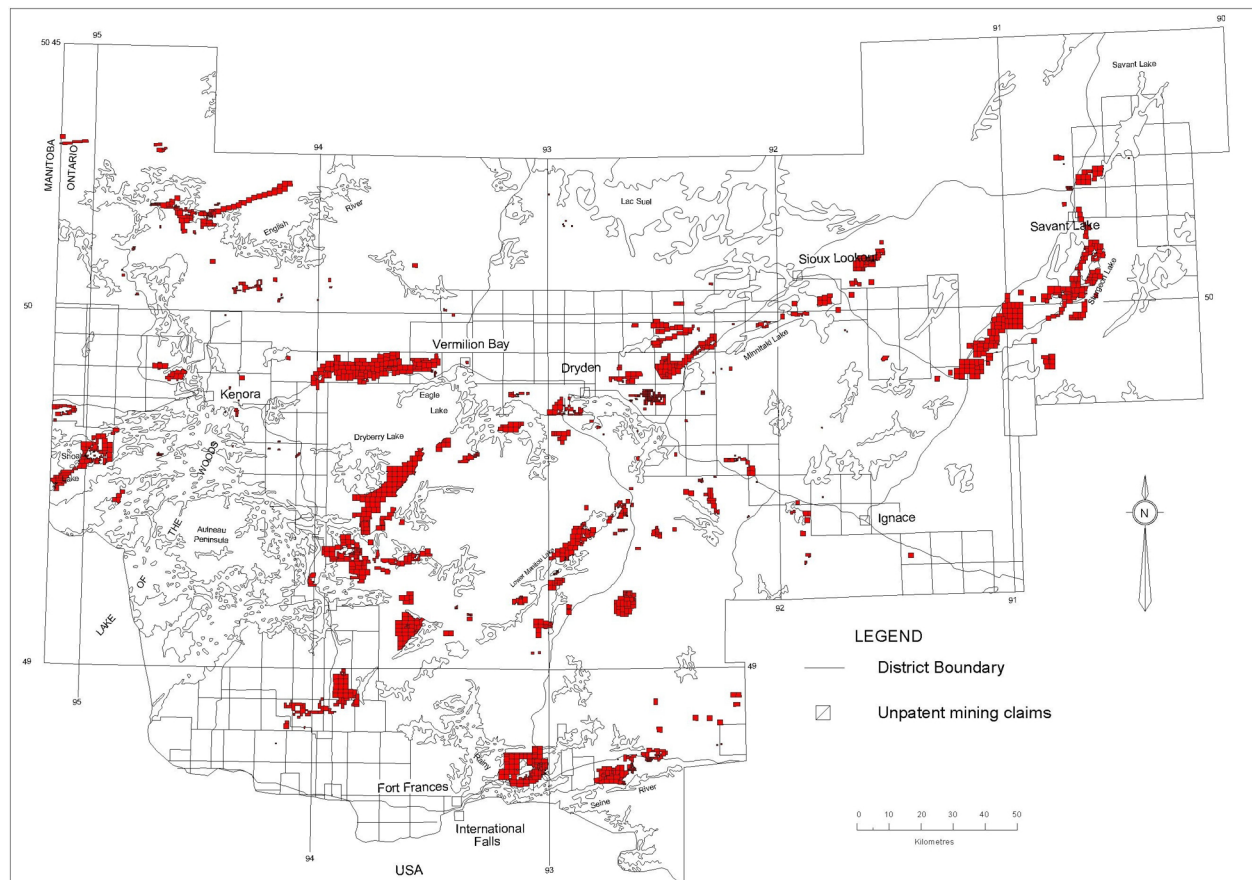 90
91
95
50 45
Savant Lake
MANITOBA
ONTARIO
94
93
92
English
River
Lac Suel
Savant Lake
Sioux Lookout
Sturgeon Lake
50
50
Minnitaki Lake
Vermilion Bay
Dryden
Kenora
Eagle
Lake
Dryberry Lake
Shoal
Lake
LAKE OF THE WOODS
Aulneau
Peninsula
Ignace
N
Lower Manitou Lake
92
91
49
49
95
LEGEND
District Boundary
Unpatent mining claims
Rainy
Fort Frances
Seine
River
International
Falls
0 10 20 30 40 50
Kilometres
94
93
USA